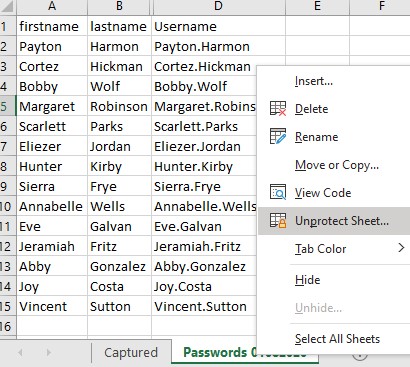 A B D E F
1 firstname lastname Username
2 Payton Harmon Payton.Harmon
3 Cortez Hickman Cortez.Hickman
4 Bobby Wolf Bobby.Wolf
5 Margaret Robinson Margaret.Robins
6 Scarlett Parks Scarlett.Parks
7 Eliezer Jordan Eliezer.Jordan
8 Hunter Kirby Hunter.Kirby
9 Sierra Frye Sierra.Frye
10 Annabelle Wells Annabelle.Wells
11 Eve Galvan Eve.Galvan
12 Jeramiah Fritz Jeramiah.Fritz
13 Abby Gonzalez Abby.Gonzalez
14 Joy Costa Joy.Costa
15 Vincent Sutton Vincent.Sutton
16
Insert...
Delete
Rename
Move or Copy...
View Code
Unprotect Sheet...
Tab Color
Hide
Unhide...
Select All Sheets
Captured Passwords